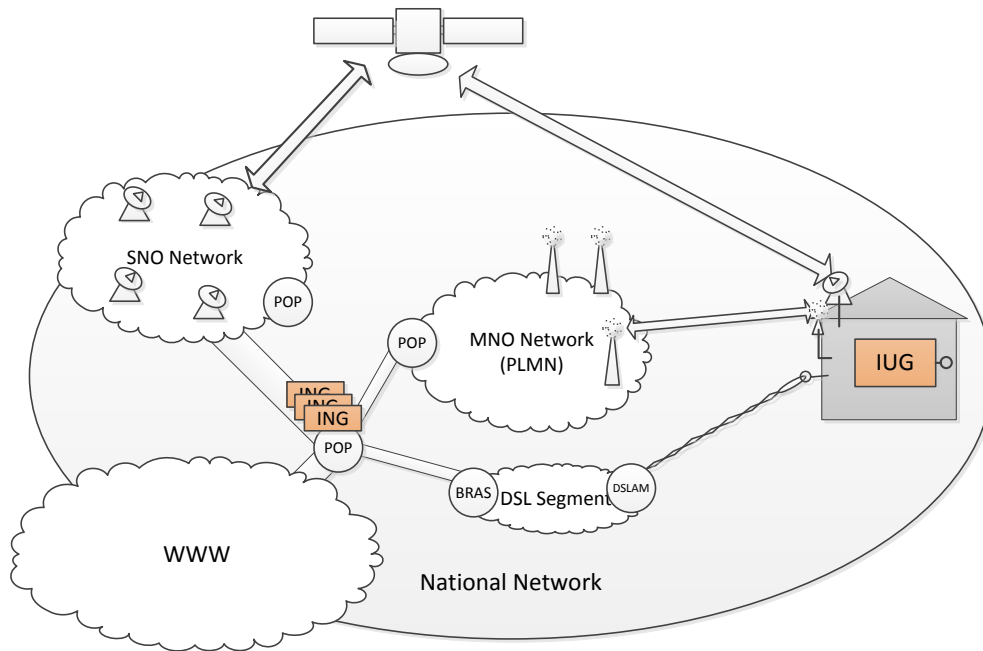 SNO Network
POP
MNO Network
(PLMN)
POP
IUG
ING
ING
ING
POP
BRAS
DSL Segment
DSLAM
WWW
National Network